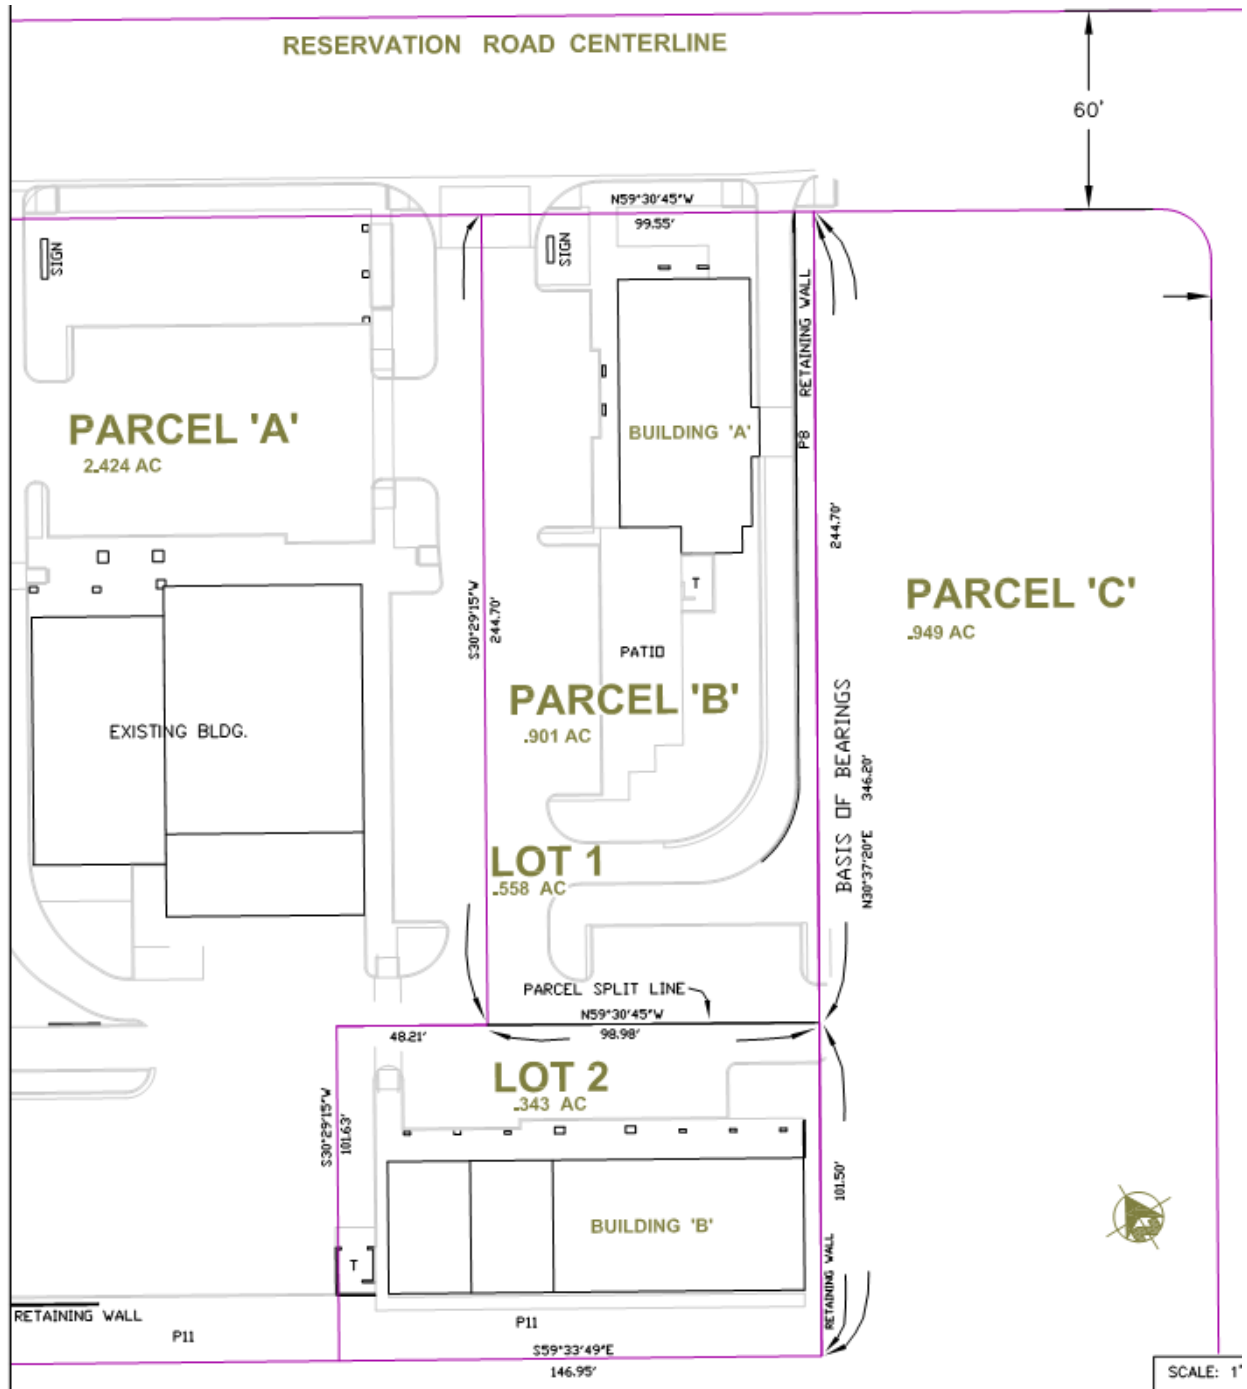 RESERVATION ROAD CENTERLINE
60'
N59°30'45"W
99.55'
SIGN
SIGN
RETAINING WALL
P8
PARCEL 'A'
2.424 AC
BUILDING 'A'
244.70'
T
S30°29'15"W
244.70'
PARCEL 'C'
.949 AC
PATIO
PARCEL 'B'
.901 AC
EXISTING BLDG.
BASIS OF BEARINGS
N30°37'20"E 346.20'
LOT 1
.558 AC
PARCEL SPLIT LINE
N59°30'45"W
98.98'
48.21'
LOT 2
.343 AC
S30°29'15"W
101.63'
101.50'
BUILDING 'B'
T
RETAINING WALL
RETAINING WALL
P11
P11
S59°33'49"E
146.95'
SCALE: 1"